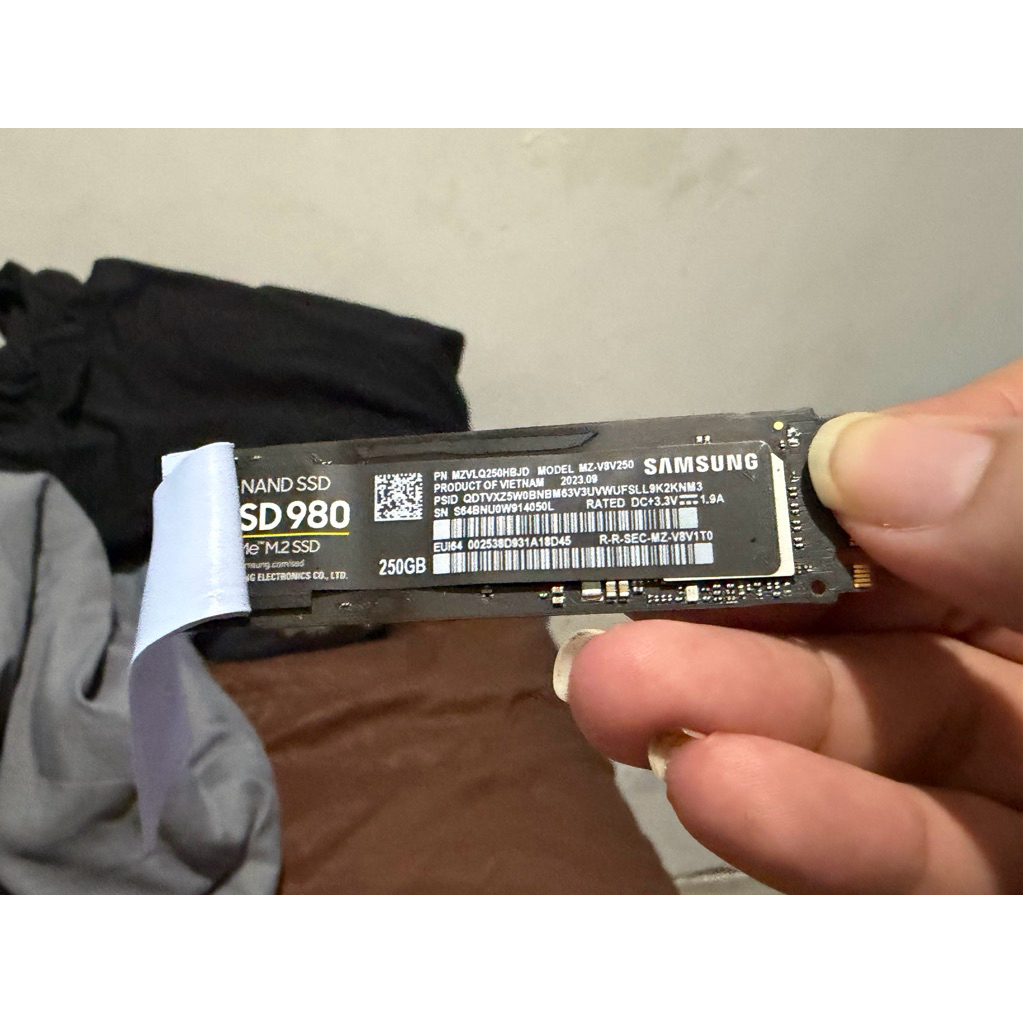 NAND SSD
SD 980
Me™ M.2 SSD
msung.com/ssd
NG ELECTRONICS CO., LTD.
250GB
PN MZVLQ250HBJD MODEL MZ-V8V250
SAMSUNG
PRODUCT OF VIETNAM 2023.09
PSID QDTVXZ5W0BNBM63V3UVWUFSLL9K2KNM3
SN S64BNU0W914050L RATED DC+3.3V⎓1.9A
EUI64 002538D931A18D45 R-R-SEC-MZ-V8V1T0